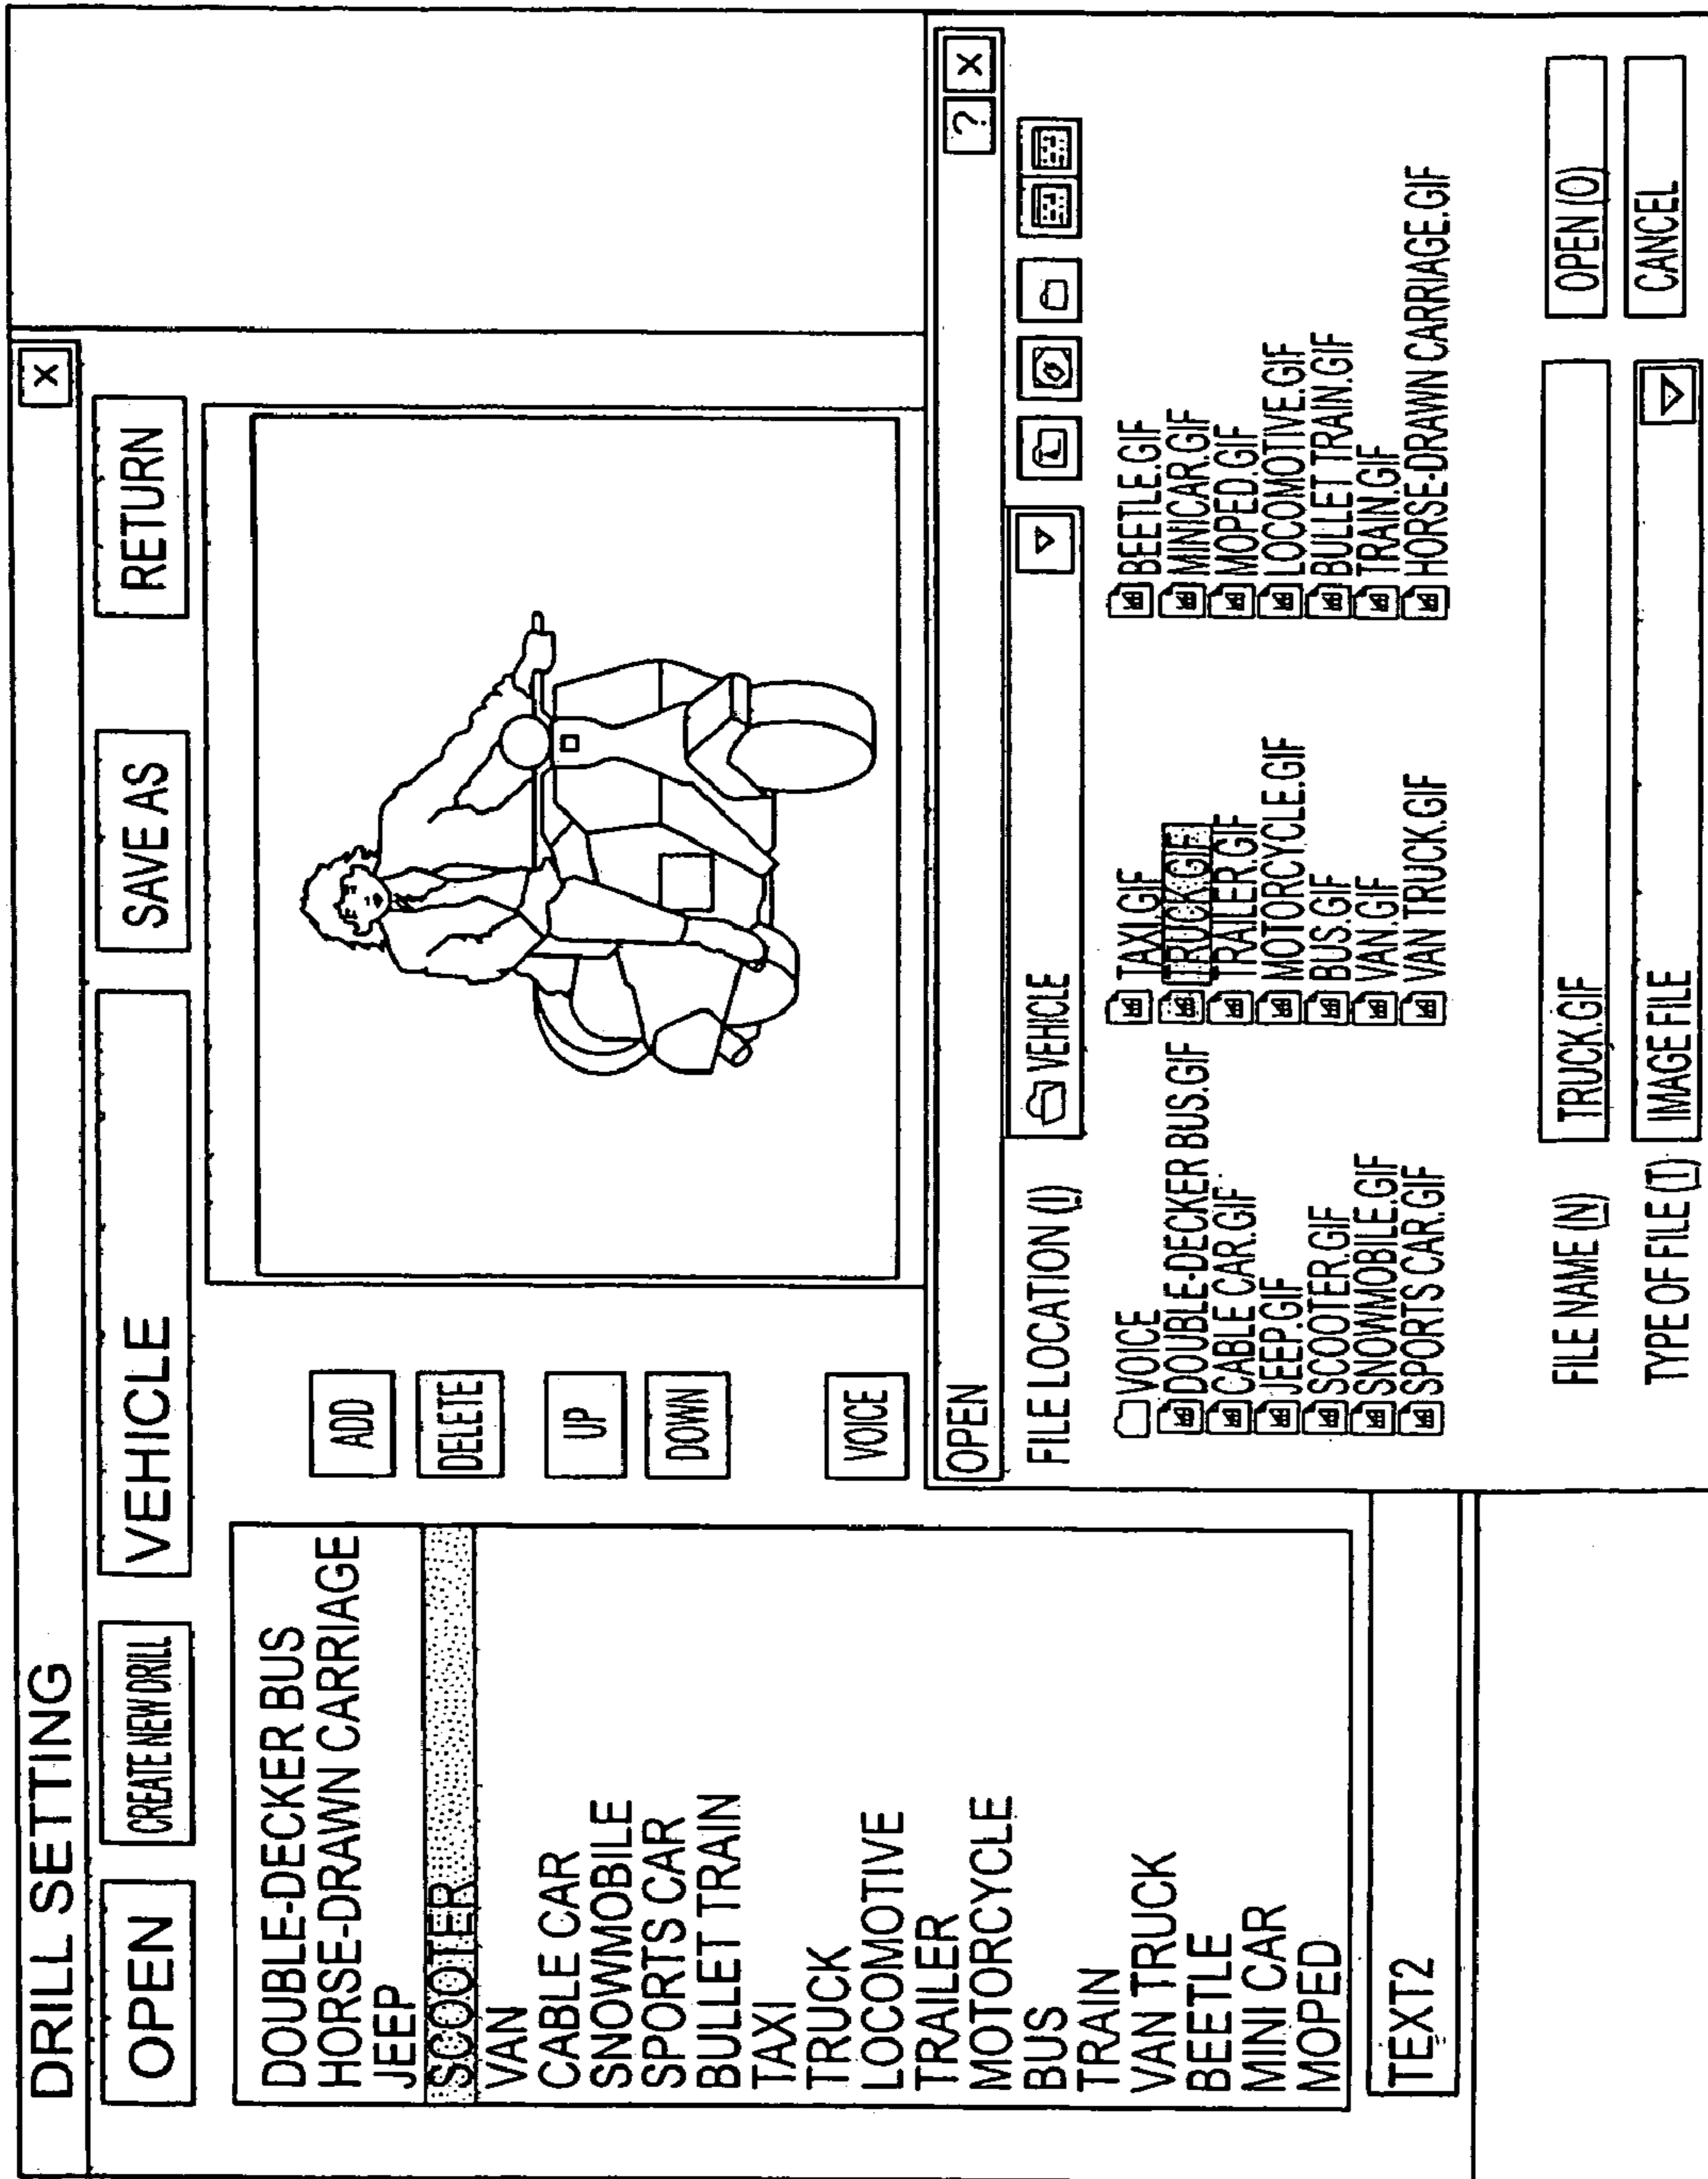 DRILL SETTING
X
OPEN
CREATE NEW DRILL
VEHICLE
SAVE AS
RETURN
DOUBLE-DECKER BUS
HORSE-DRAWN CARRIAGE
JEEP
SCOOTER
VAN
CABLE CAR
SNOWMOBILE
SPORTS CAR
BULLET TRAIN
TAXI
TRUCK
LOCOMOTIVE
TRAILER
MOTORCYCLE
BUS
TRAIN
VAN TRUCK
BEETLE
MINI CAR
MOPED
TEXT2
ADD
DELETE
UP
DOWN
VOICE
OPEN
? X
FILE LOCATION (I)
VEHICLE
VOICE
DOUBLE-DECKER BUS.GIF
CABLE CAR.GIF
JEEP.GIF
SCOOTER.GIF
SNOWMOBILE.GIF
SPORTS CAR.GIF
TAXI.GIF
TRUCK.GIF
TRAILER.GIF
MOTORCYCLE.GIF
BUS.GIF
VAN.GIF
VAN TRUCK.GIF
BEETLE.GIF
MINICAR.GIF
MOPED.GIF
LOCOMOTIVE.GIF
BULLET TRAIN.GIF
TRAIN.GIF
HORSE-DRAWN CARRIAGE.GIF
FILE NAME (N)
TRUCK.GIF
OPEN (O)
TYPE OF FILE (T)
IMAGE FILE
CANCEL